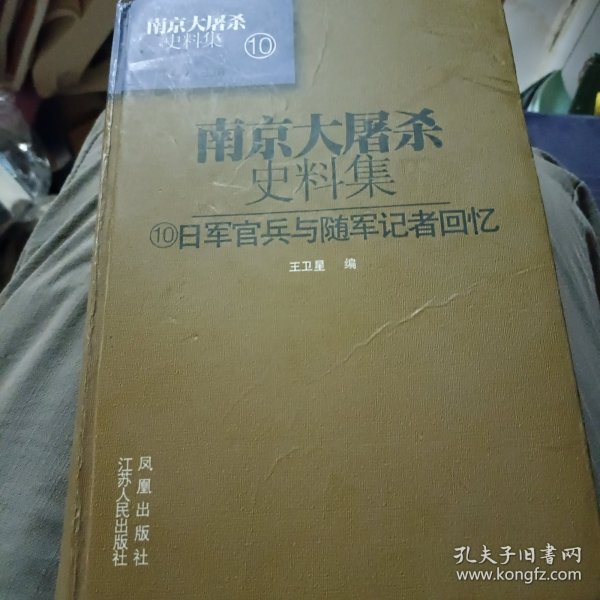 南京大屠杀
史料集 ⑩
南京大屠杀
史料集
⑩日军官兵与随军记者回忆
王卫星 编
凤凰出版社
江苏人民出版社
孔夫子旧书网
www.kongfz.com